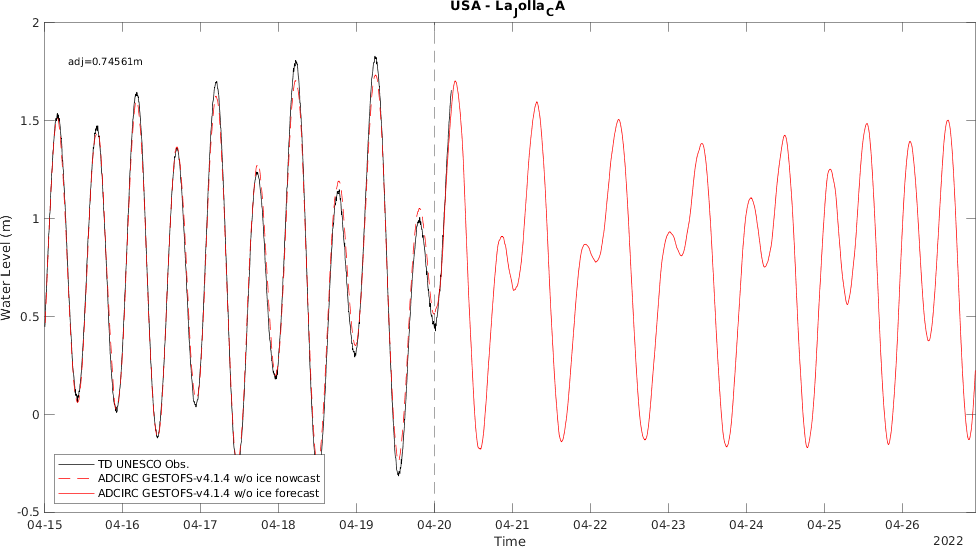 USA - LaJollaCA
adj=0.74561m
2
1.5
1
0.5
0
-0.5
Water Level (m)
TD UNESCO Obs.
ADCIRC GESTOFS-v4.1.4 w/o ice nowcast
ADCIRC GESTOFS-v4.1.4 w/o ice forecast
04-15 04-16 04-17 04-18 04-19 04-20 04-21 04-22 04-23 04-24 04-25 04-26
Time
2022